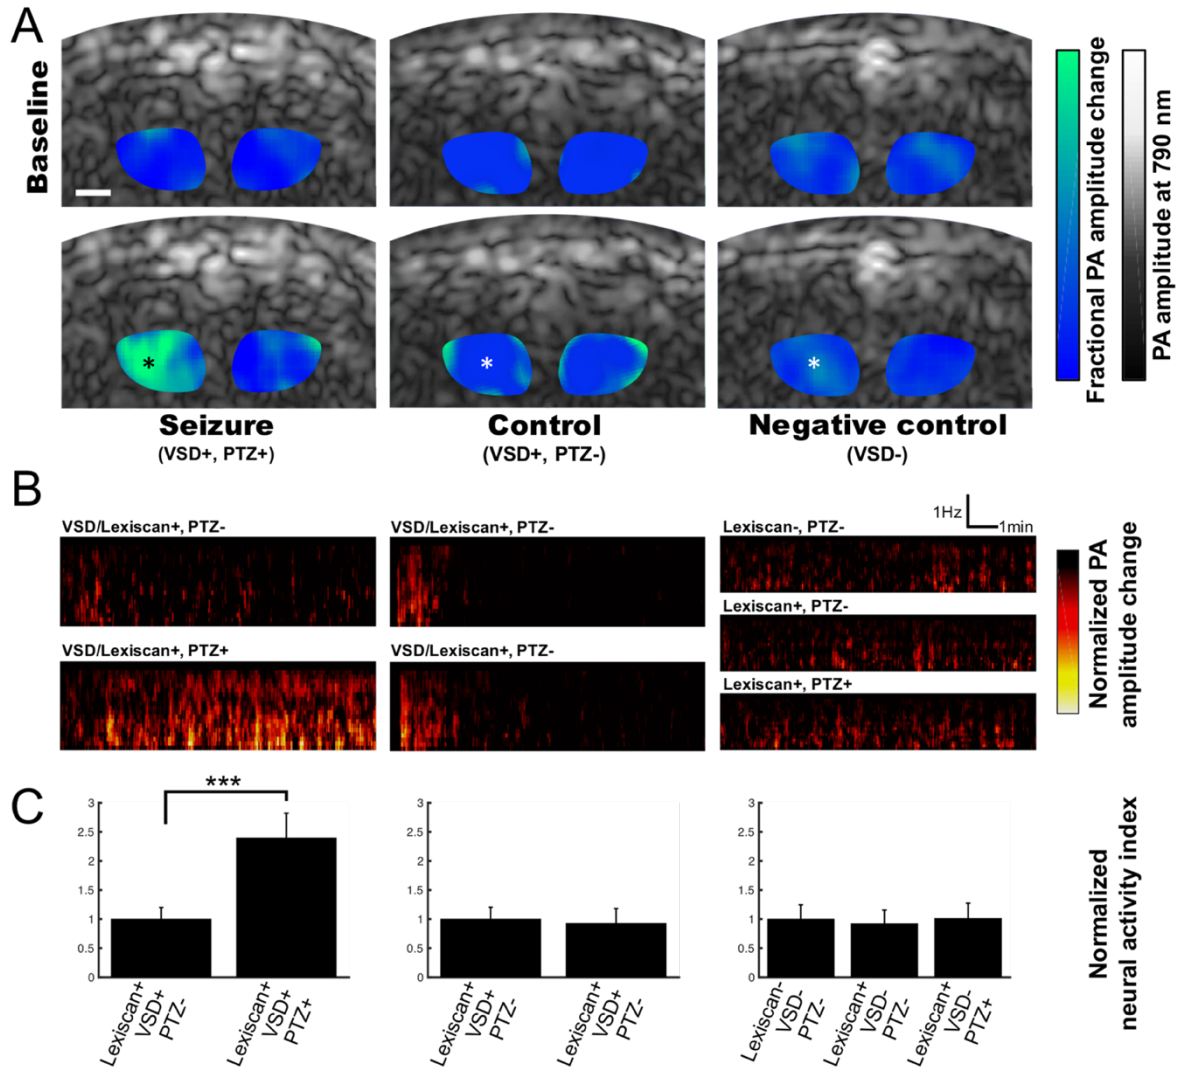 A
Baseline
Fractional PA amplitude change
PA amplitude at 790 nm
*
*
*
Seizure
(VSD+, PTZ+)
Control
(VSD+, PTZ-)
Negative control
(VSD-)
B
VSD/Lexiscan+, PTZ-
VSD/Lexiscan+, PTZ-
Lexiscan-, PTZ-
1Hz
1min
Lexiscan+, PTZ-
VSD/Lexiscan+, PTZ+
VSD/Lexiscan+, PTZ-
Lexiscan+, PTZ+
Normalized PA
amplitude change
C
***
3
2.5
2
1.5
1
0.5
0
Lexiscan+
VSD+
PTZ-
Lexiscan+
VSD+
PTZ+
3
2.5
2
1.5
1
0.5
0
Lexiscan+
VSD+
PTZ-
Lexiscan+
VSD+
PTZ-
3
2.5
2
1.5
1
0.5
0
Lexiscan-
VSD-
PTZ-
Lexiscan+
VSD-
PTZ-
Lexiscan+
VSD-
PTZ+
Normalized
neural activity index